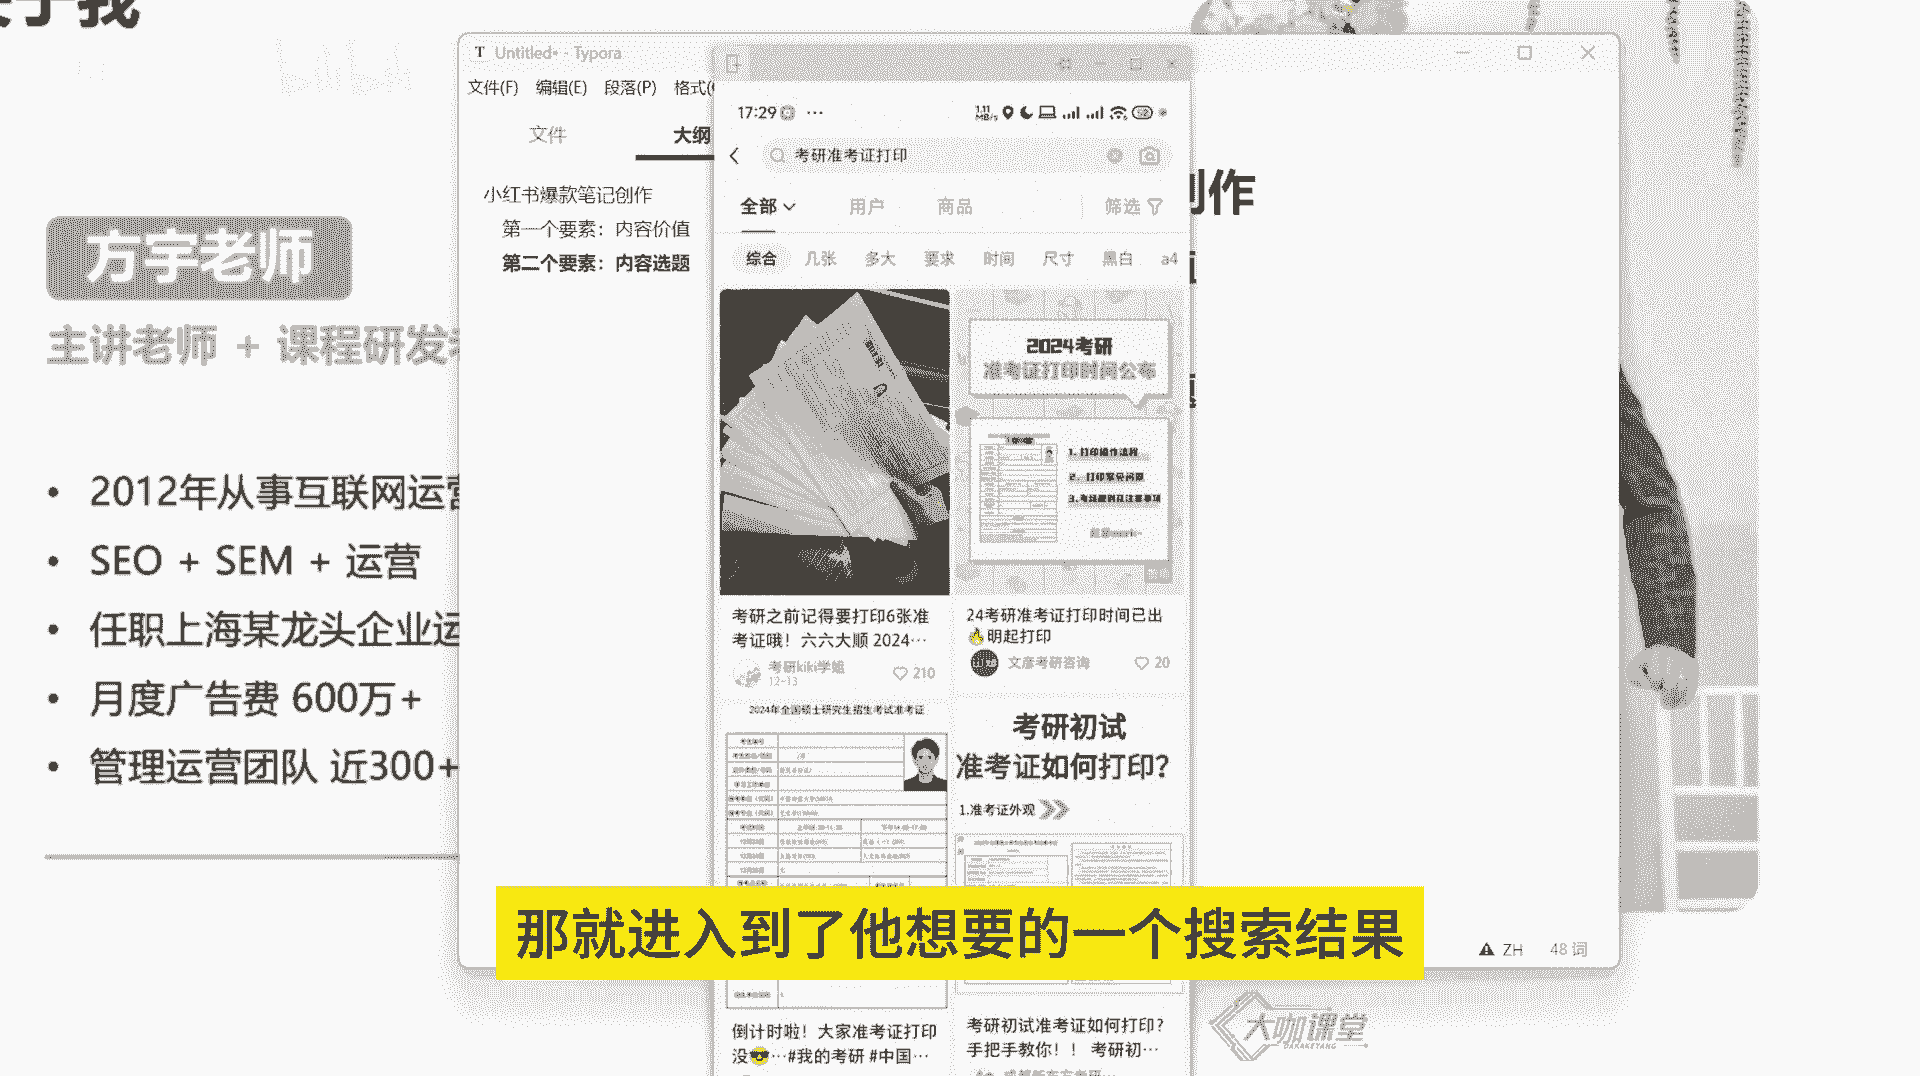 关于我
方宇老师
主讲老师 + 课程研发者
2012年从事互联网运营
SEO + SEM + 运营
任职上海某龙头企业运
月度广告费 600万+
管理运营团队 近300+
T Untitled• - Typora
文件(F) 编辑(E) 段落(P) 格式(
文件
大纲
小红书爆款笔记创作
第一个要素：内容价值
第二个要素：内容选题
创作
17:29
1.11 MB/s
考研准考证打印
全部 用户 商品 筛选
综合 几张 多大 要求 时间 尺寸 黑白 a4
2024考研
准考证打印时间公布
1. 打印操作流程
2. 打印常见问题
3.考场规则及注意事项
考研之前记得要打印6张准
考证哦！六六大顺 2024…
考研kiki学姐
12-13
210
24考研准考证打印时间已出
🔥明起打印
文彦考研咨询
20
2024年全国硕士研究生招生考试准考证
考研初试
准考证如何打印？
1.准考证外观
倒计时啦！大家准考证打印
没😎…#我的考研 #中国…
考研初试准考证如何打印？
手把手教你！！ 考研初…
那就进入到了他想要的一个搜索结果
ZH 48 词
大咖课堂
DAKAKETANG